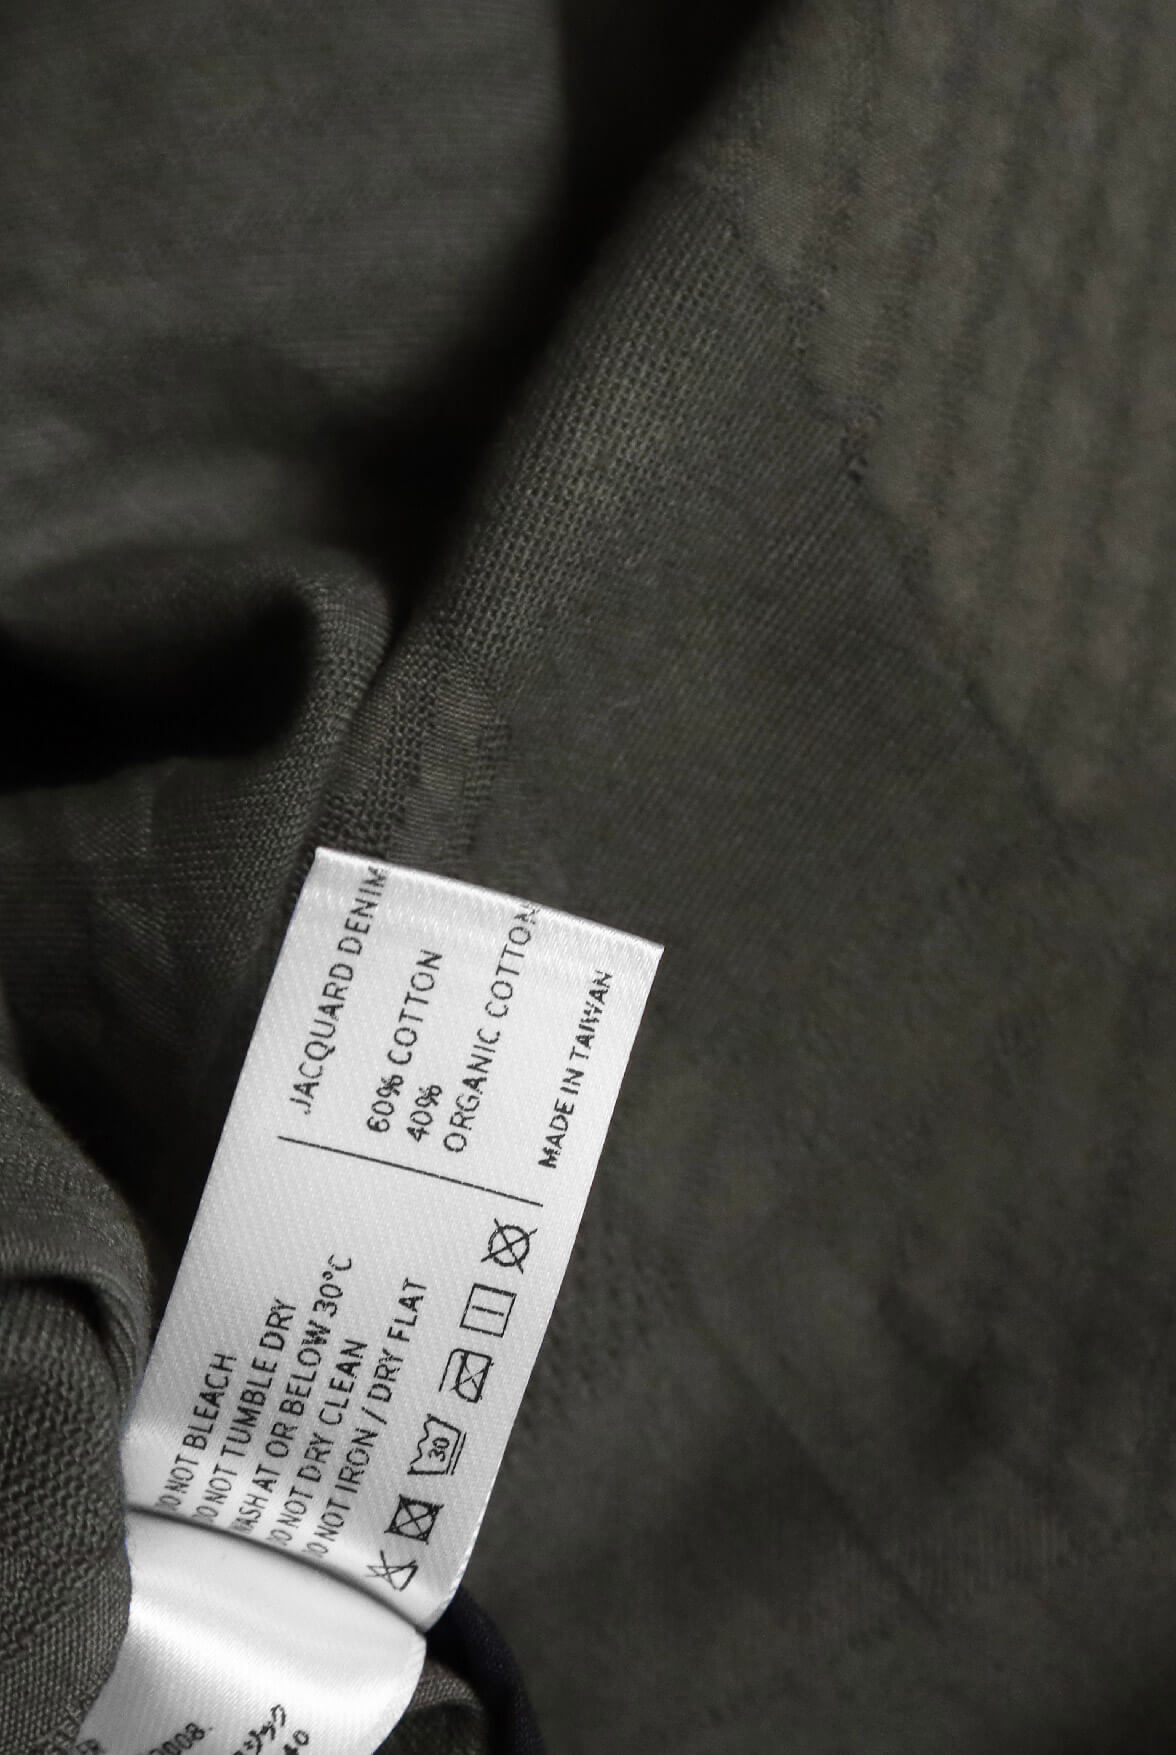 JACQUARD DENIM
60% COTTON
40%
ORGANIC COTTON
MADE IN TAIWAN
DO NOT BLEACH
DO NOT TUMBLE DRY
WASH AT OR BELOW 30°C
DO NOT DRY CLEAN
DO NOT IRON / DRY FLAT
30